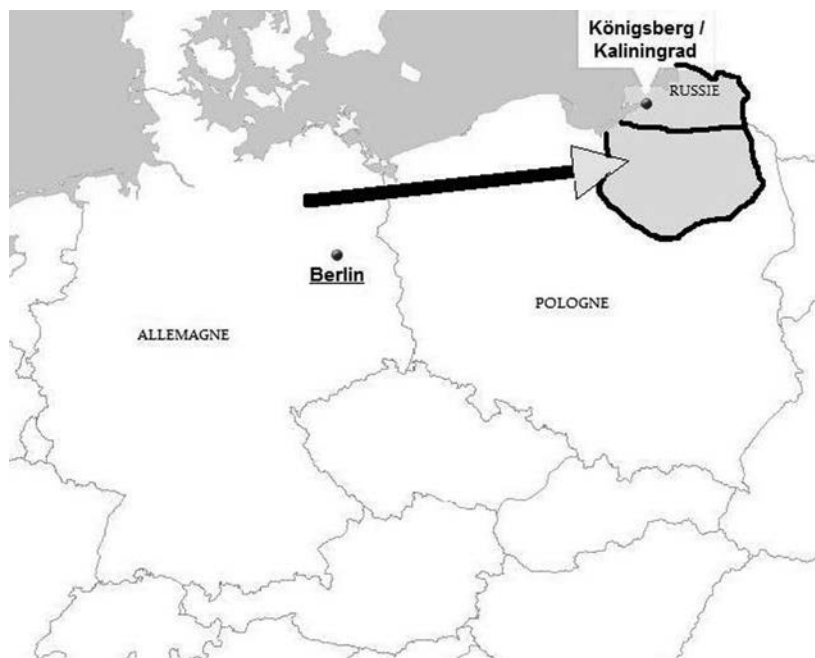 Königsberg /
Kaliningrad
RUSSIE
Berlin
POLOGNE
ALLEMAGNE